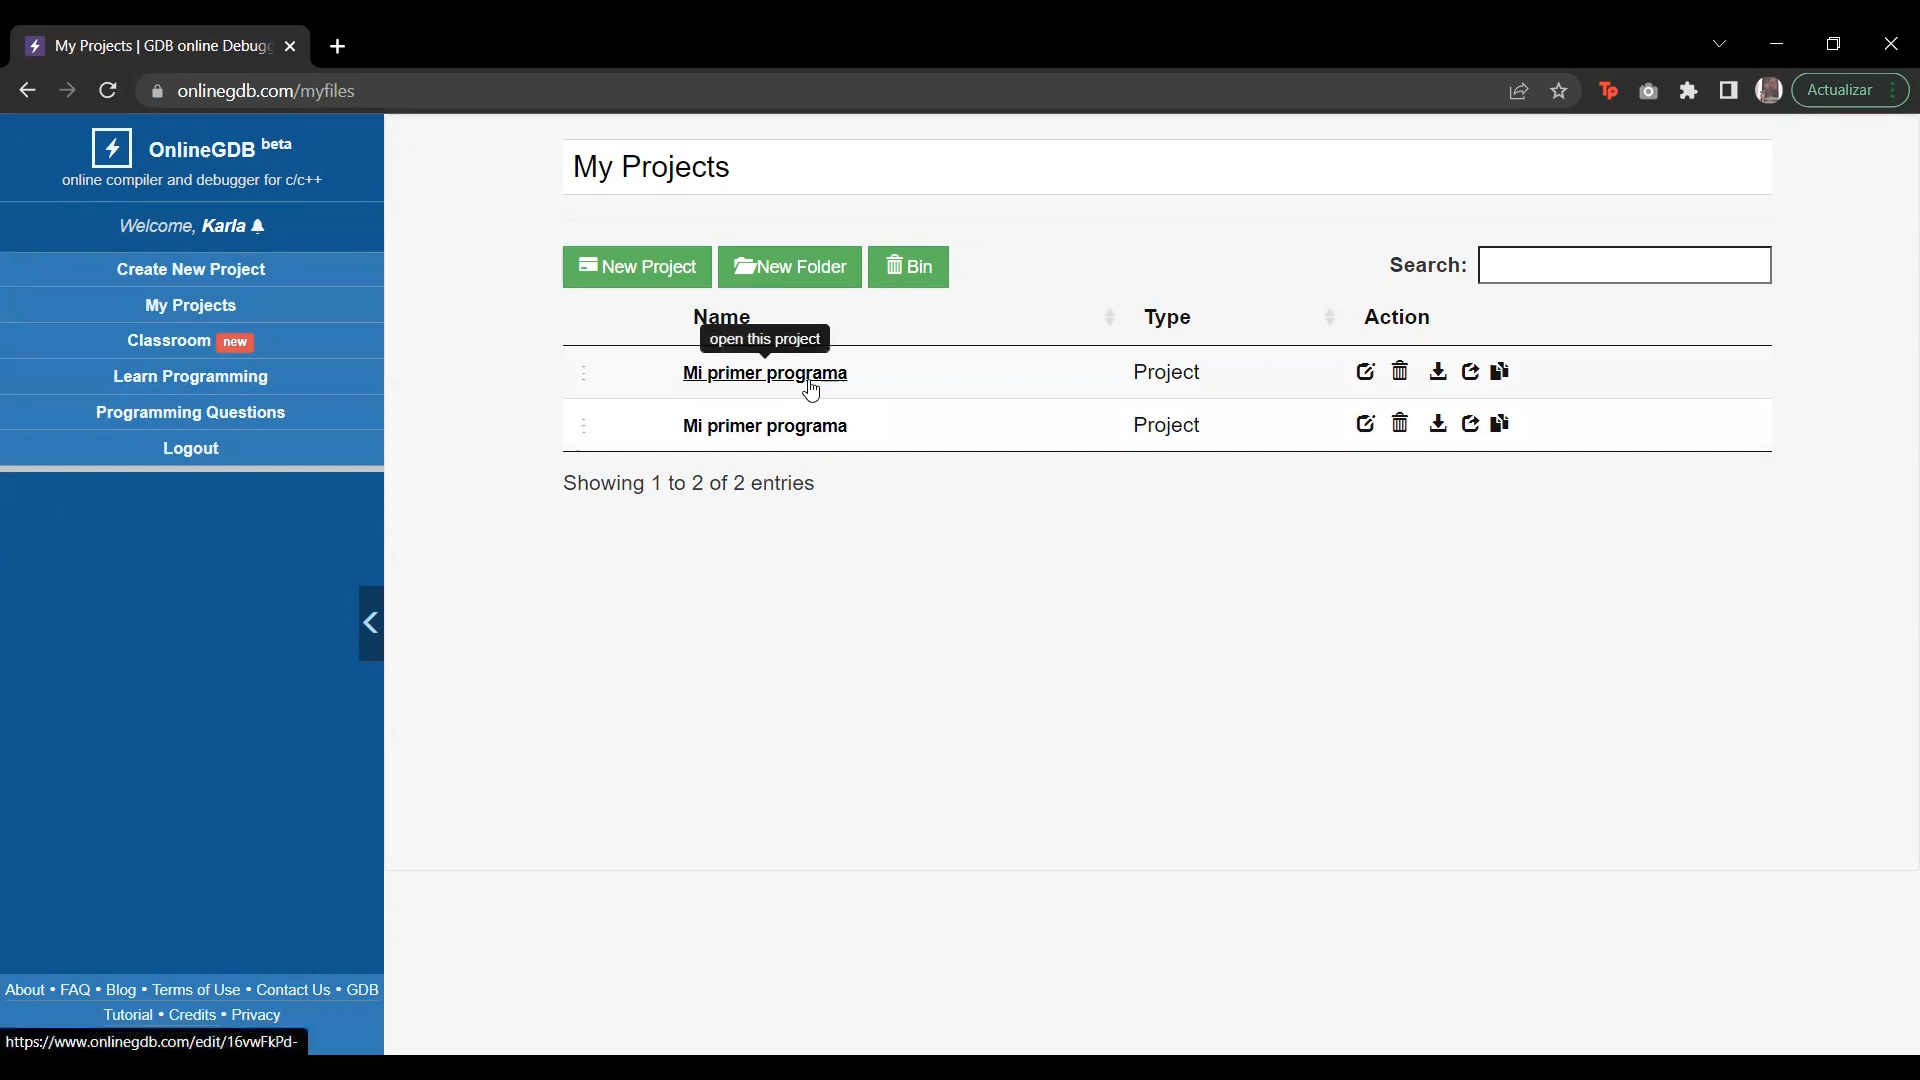 My Projects | GDB online Debugg
onlinegdb.com/myfiles
Tp
Actualizar
OnlineGDB beta
online compiler and debugger for c/c++
Welcome, Karla
Create New Project
My Projects
Classroom new
Learn Programming
Programming Questions
Logout
My Projects
New Project New Folder Bin
Search:
Name Type Action
open this project
Mi primer programa Project
Mi primer programa Project
Showing 1 to 2 of 2 entries
About • FAQ • Blog • Terms of Use • Contact Us • GDB
Tutorial • Credits • Privacy
https://www.onlinegdb.com/edit/16vwFkPd-